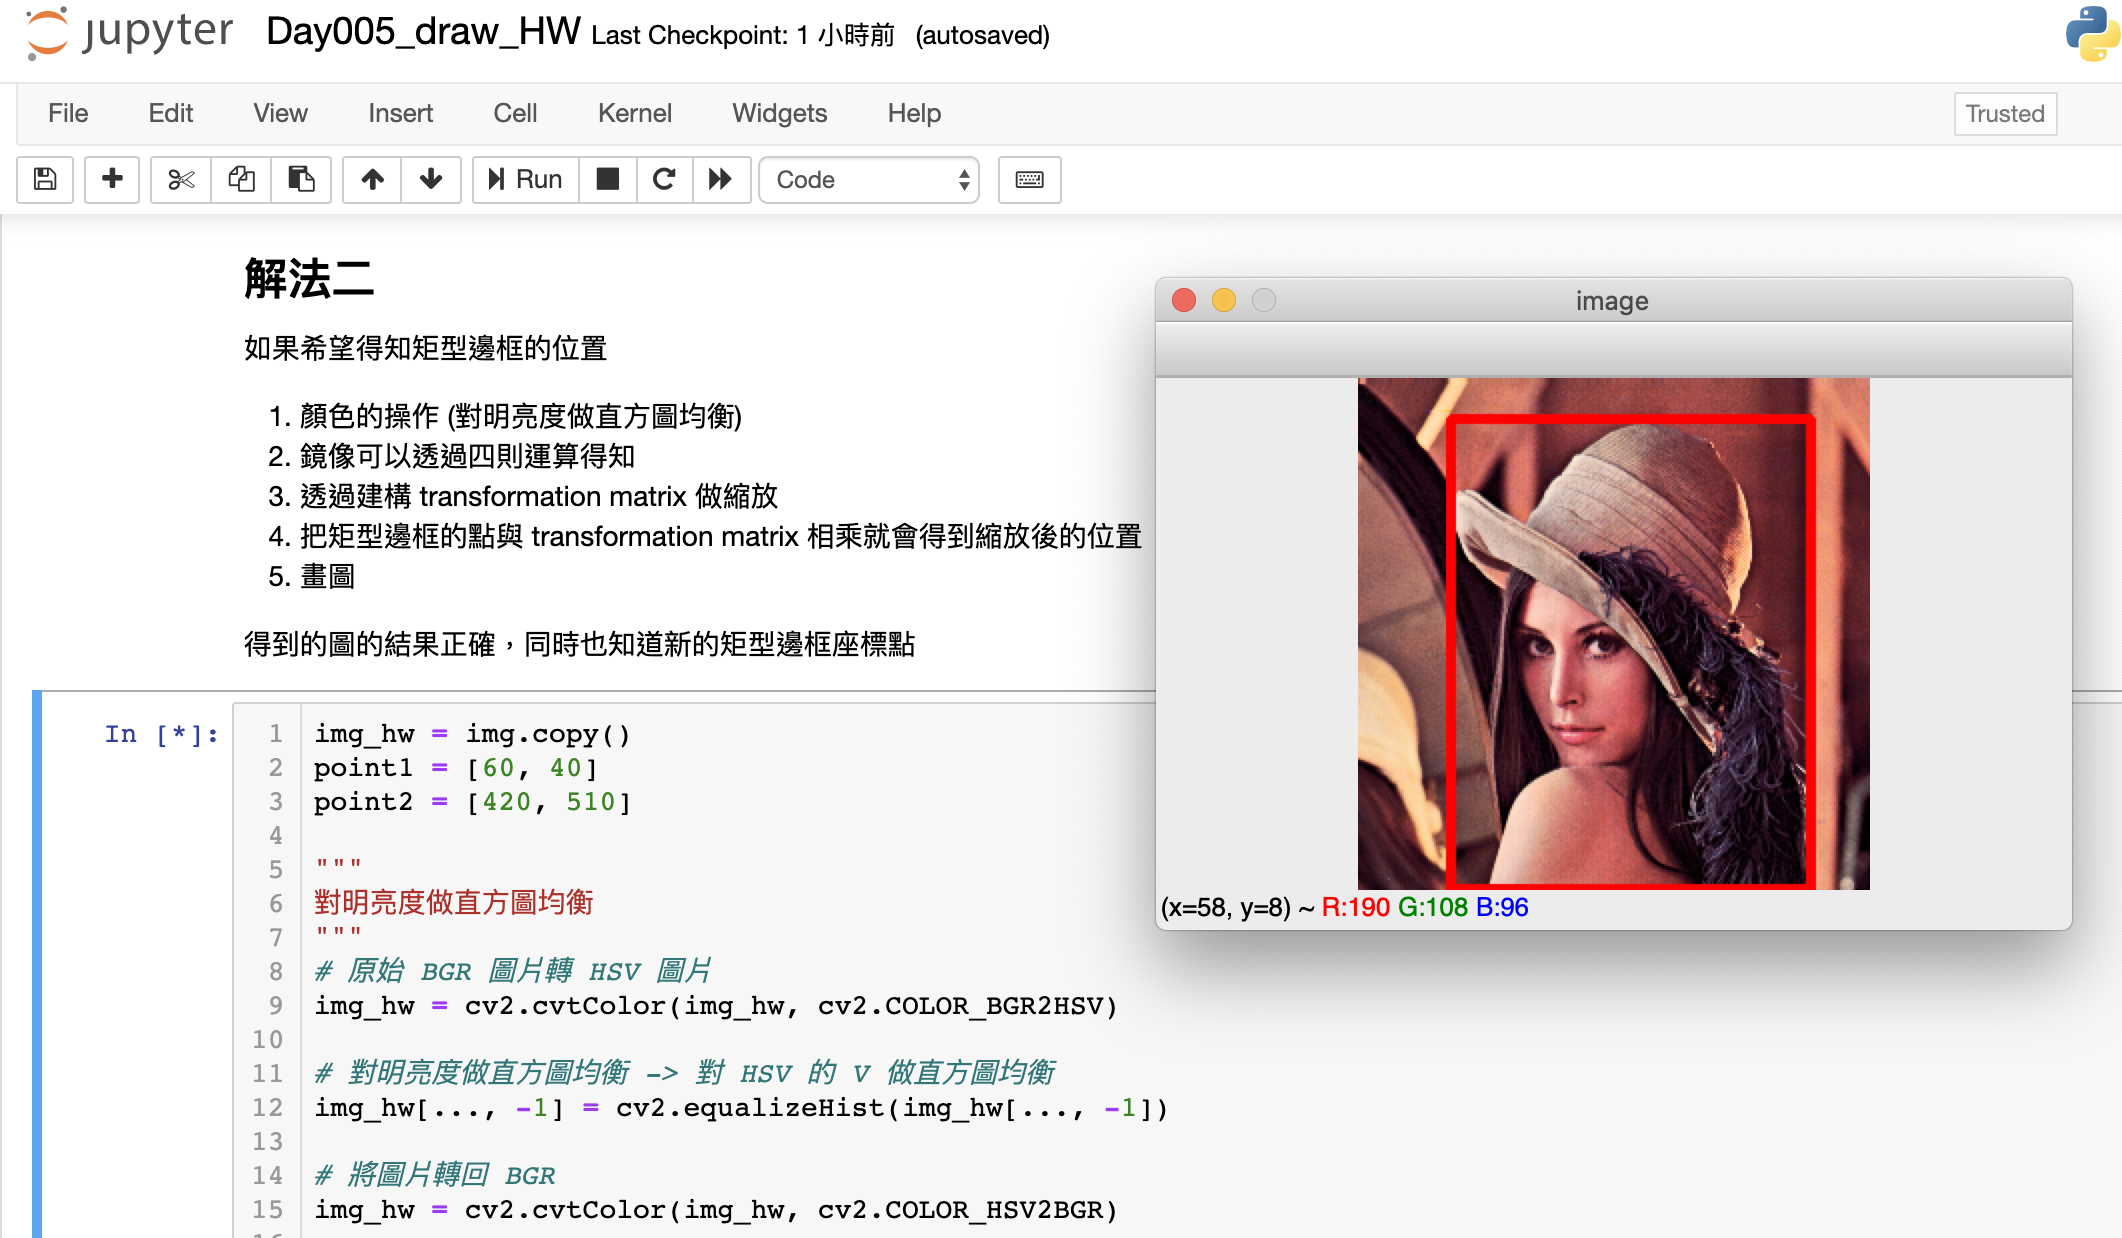 jupyter Day005_draw_HW Last Checkpoint: 1 小時前 (autosaved)
File Edit View Insert Cell Kernel Widgets Help Trusted
Run Code
解法二
如果希望得知矩型邊框的位置
1. 顏色的操作 (對明亮度做直方圖均衡)
2. 鏡像可以透過四則運算得知
3. 透過建構 transformation matrix 做縮放
4. 把矩型邊框的點與 transformation matrix 相乘就會得到縮放後的位置
5. 畫圖
得到的圖的結果正確，同時也知道新的矩型邊框座標點
image
(x=58, y=8) ~ R:190 G:108 B:96
In [*]:
1 img_hw = img.copy()
2 point1 = [60, 40]
3 point2 = [420, 510]
4
5 """
6 對明亮度做直方圖均衡
7 """
8 # 原始 BGR 圖片轉 HSV 圖片
9 img_hw = cv2.cvtColor(img_hw, cv2.COLOR_BGR2HSV)
10
11 # 對明亮度做直方圖均衡 -> 對 HSV 的 V 做直方圖均衡
12 img_hw[..., -1] = cv2.equalizeHist(img_hw[..., -1])
13
14 # 將圖片轉回 BGR
15 img_hw = cv2.cvtColor(img_hw, cv2.COLOR_HSV2BGR)